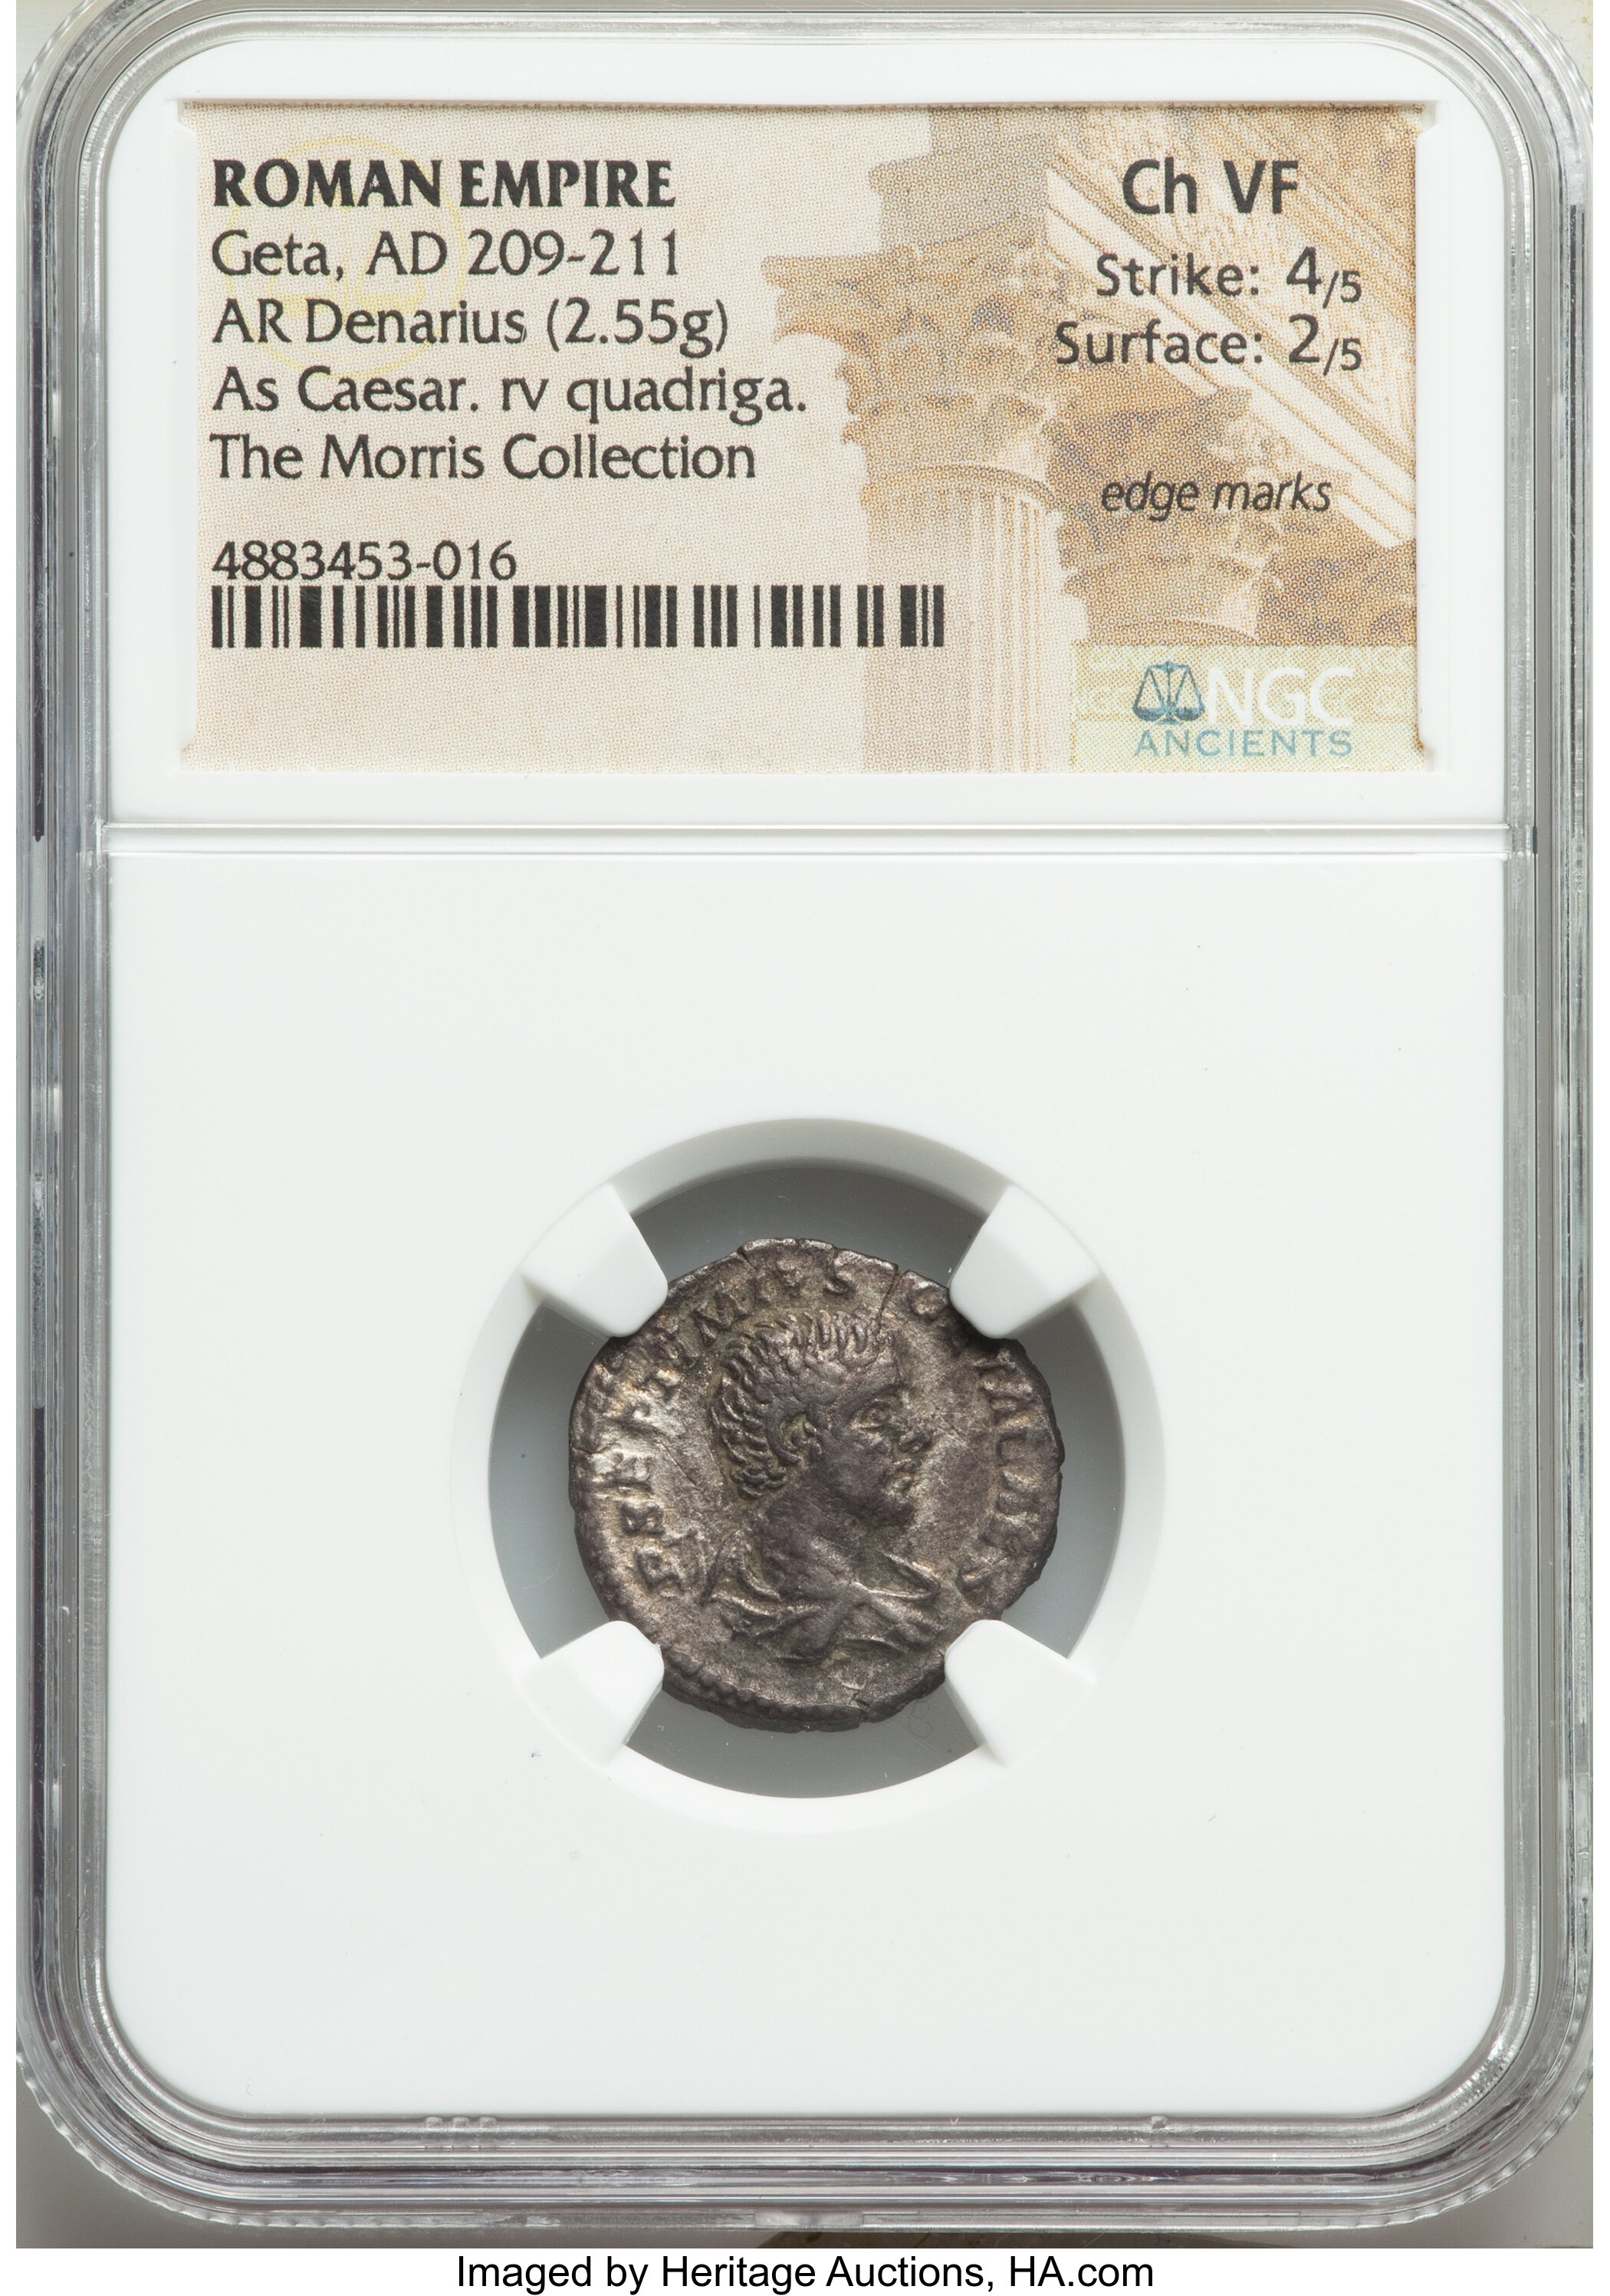 ROMAN EMPIRE
Geta, AD 209-211
AR Denarius (2.55g)
As Caesar. rv quadriga.
The Morris Collection
4883453-016
Ch VF
Strike: 4/5
Surface: 2/5
edge marks
NGC
ANCIENTS
Imaged by Heritage Auctions, HA.com